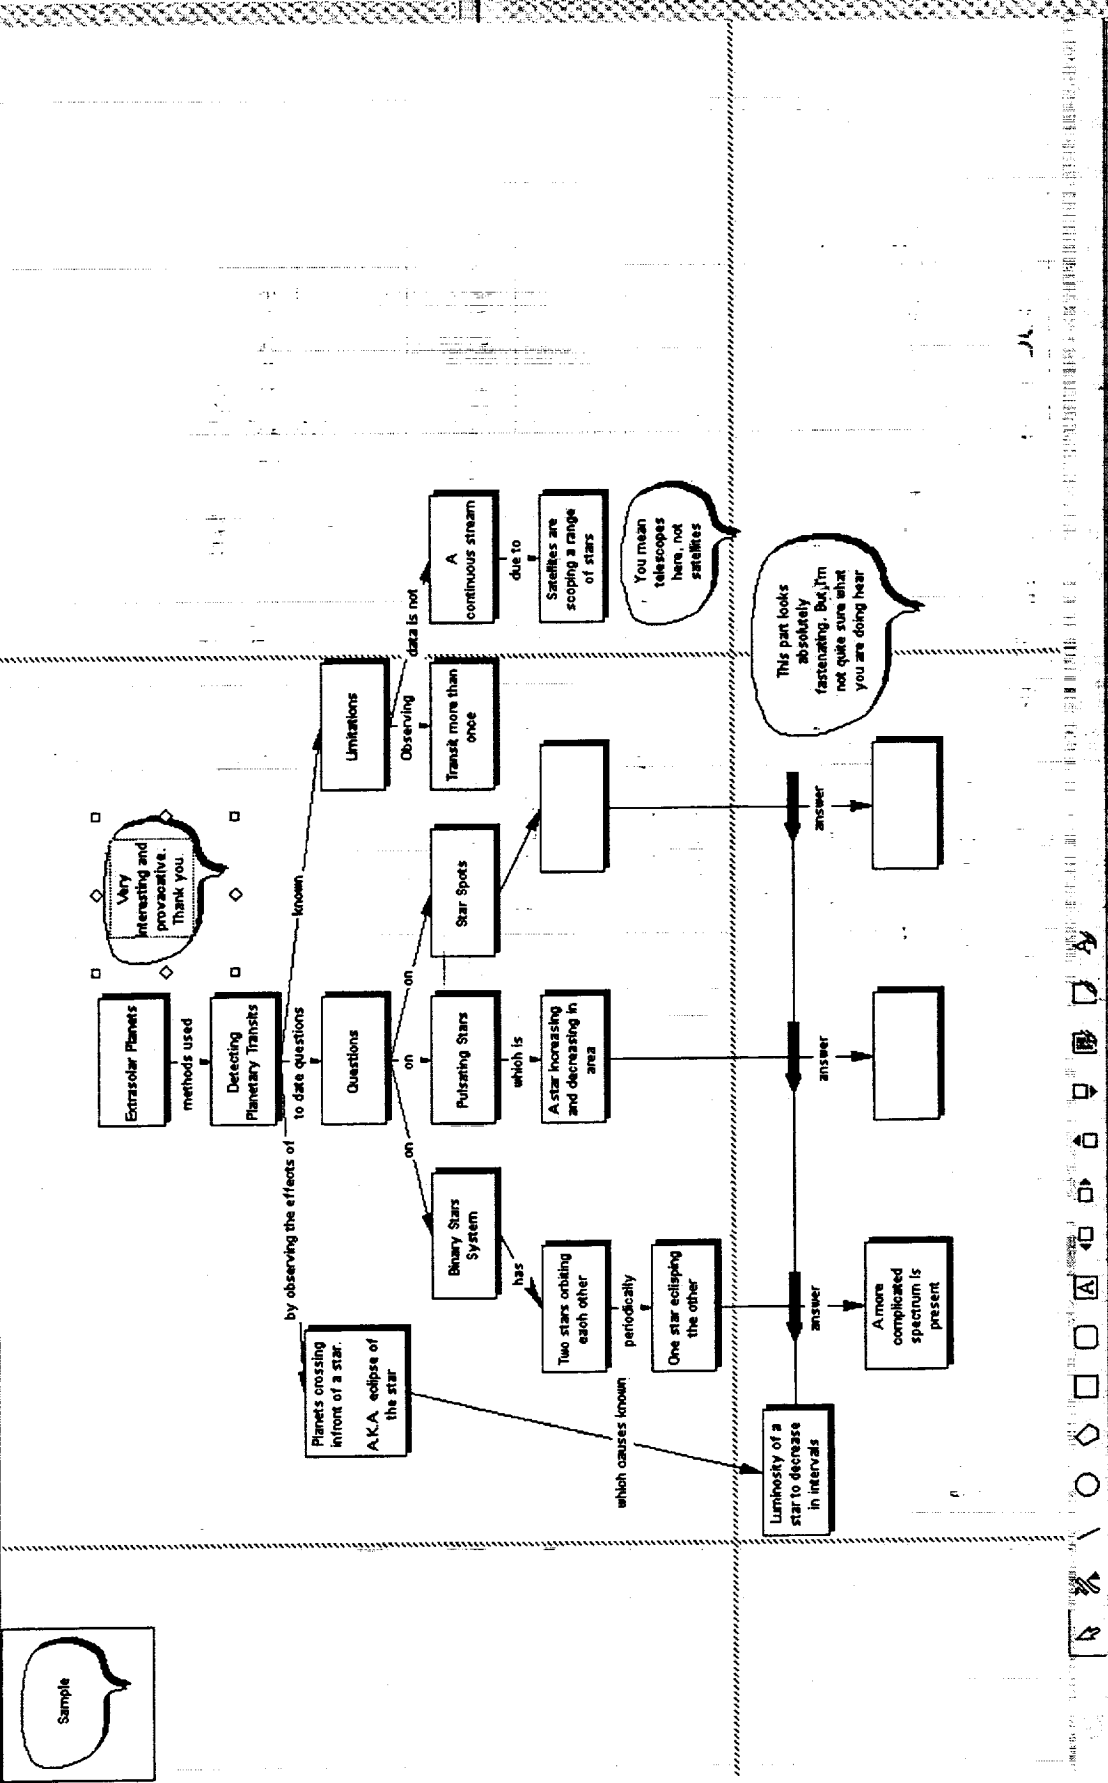 Sample
Extrasolar Planets
Very
interesting and
provacative.
Thank you.
methods used
Detecting
Planetary Transits
by observing the effects of
to date questions
known
Planets crossing
infront of a star.
A.K.A. eclipse of
the star
Questions
Limitations
on
on
on
Observing
data is not
Binary Stars
System
Pulsating Stars
Star Spots
Transit more than
once
A
continuous stream
has
which is
due to
Two stars orbiting
each other
A star increasing
and decreasing in
area
Satellites are
scoping a range
of stars
which causes known
periodically
You mean
telescopes
here, not
satellites
One star eclisping
the other
Luminosity of a
star to decrease
in intervals
This part looks
absolutely
fastenating. But, I'm
not quite sure what
you are doing hear
answer
answer
answer
A more
complicated
spectrum is
present
A